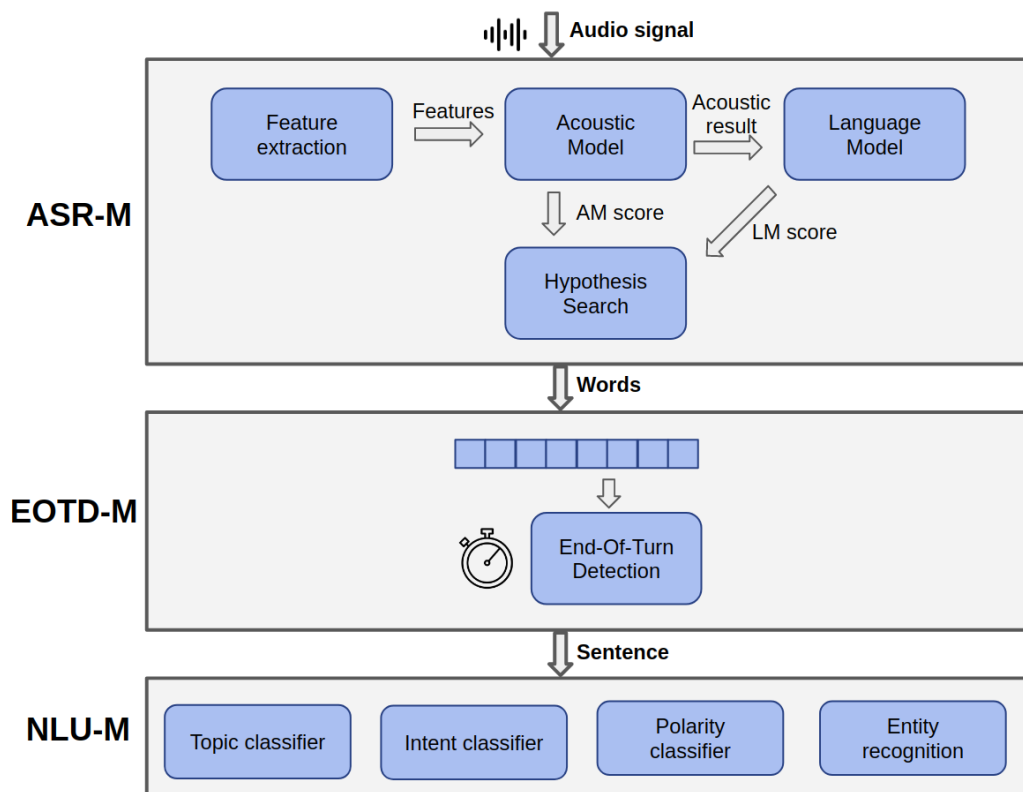 Audio signal
Feature
extraction
Features
Acoustic
Model
Acoustic
result
Language
Model
ASR-M
AM score
LM score
Hypothesis
Search
Words
EOTD-M
End-Of-Turn
Detection
Sentence
NLU-M
Topic classifier
Intent classifier
Polarity
classifier
Entity
recognition